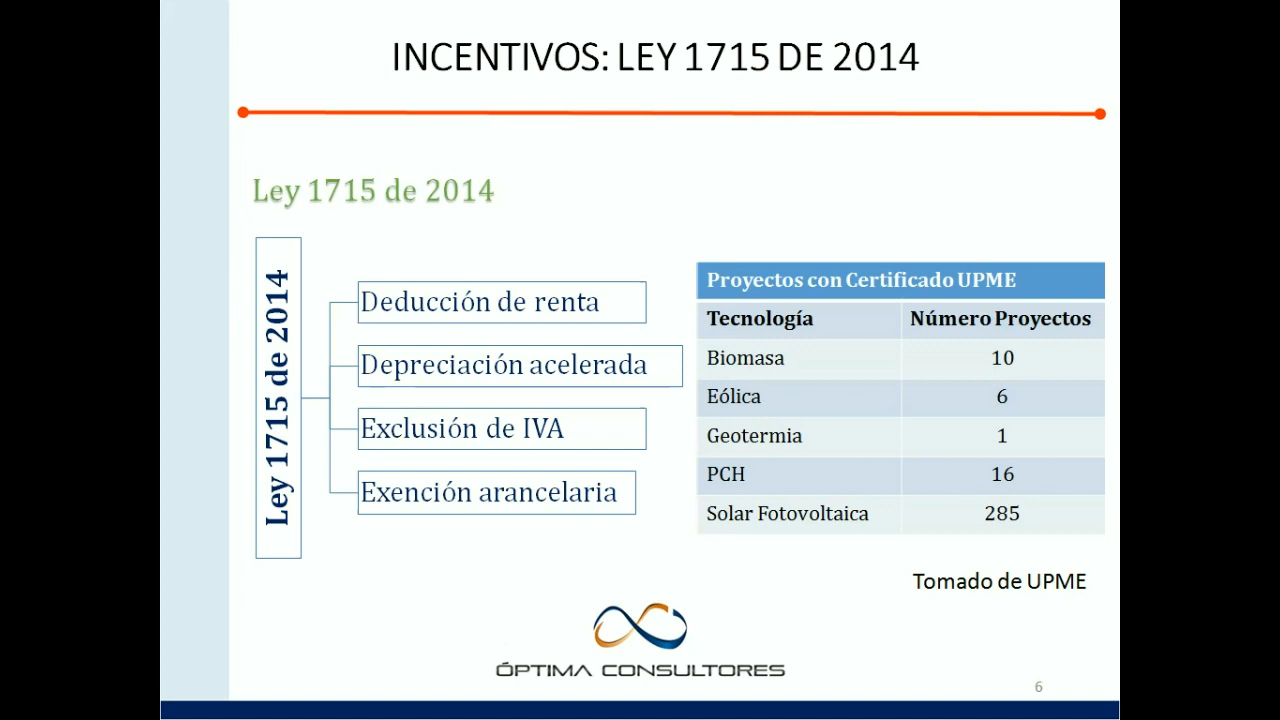 INCENTIVOS: LEY 1715 DE 2014
Ley 1715 de 2014
Ley 1715 de 2014
Deducción de renta
Depreciación acelerada
Exclusión de IVA
Exención arancelaria
Proyectos con Certificado UPME
Tecnología Número Proyectos
Biomasa 10
Eólica 6
Geotermia 1
PCH 16
Solar Fotovoltaica 285
Tomado de UPME
ÓPTIMA CONSULTORES
6